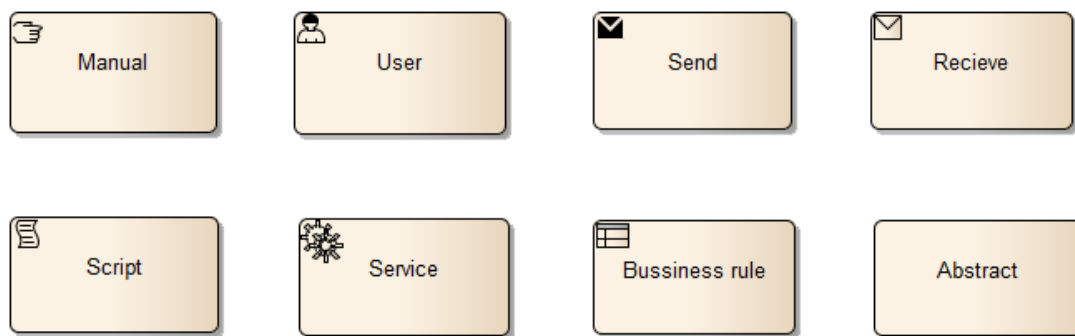 Manual
User
Send
Recieve
Script
Service
Bussiness rule
Abstract